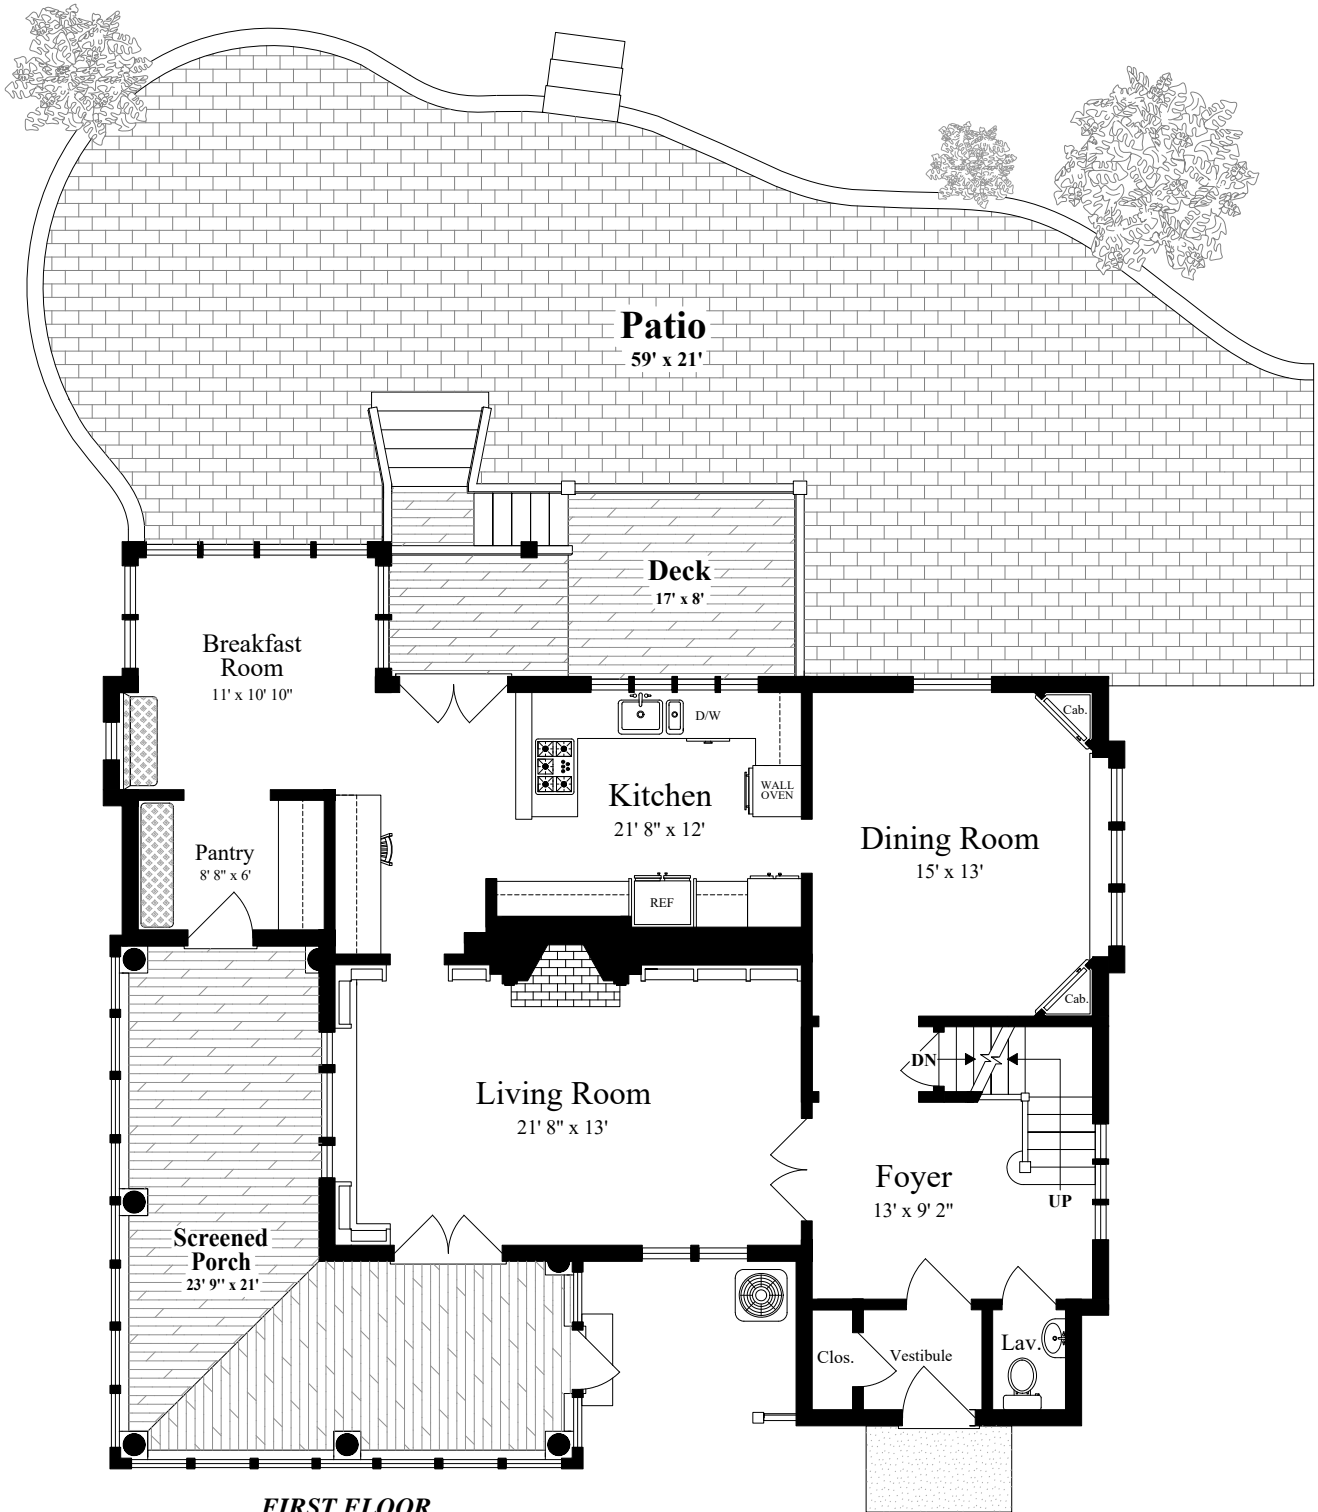 Patio
59' x 21'
Deck
17' x 8'
Breakfast
Room
11' x 10' 10"
D/W
Cab.
WALL
OVEN
Kitchen
21' 8" x 12'
Dining Room
15' x 13'
Pantry
8' 8" x 6'
REF
Cab.
DN
Living Room
21' 8" x 13'
Foyer
13' x 9' 2"
UP
Screened
Porch
23' 9" x 21'
Clos.
Vestibule
Lav.
FIRST FLOOR